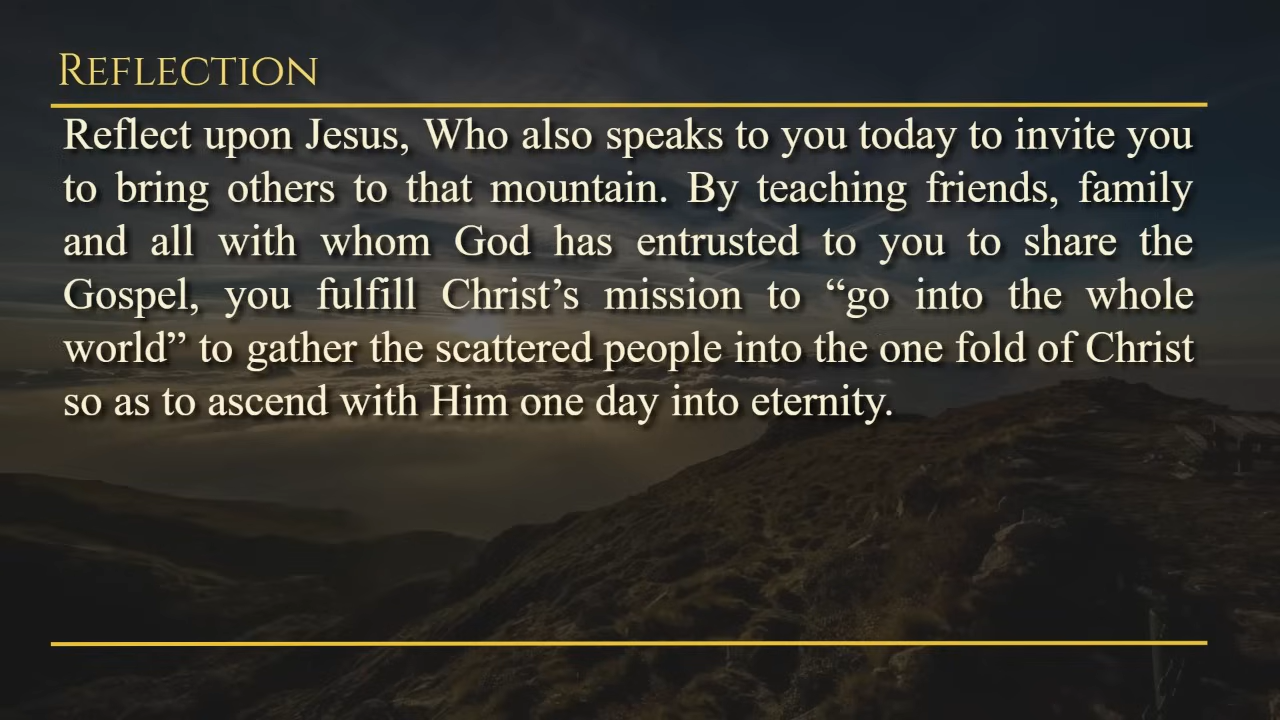 Reflection
Reflect upon Jesus, Who also speaks to you today to invite you
to bring others to that mountain. By teaching friends, family
and all with whom God has entrusted to you to share the
Gospel, you fulfill Christ’s mission to “go into the whole
world” to gather the scattered people into the one fold of Christ
so as to ascend with Him one day into eternity.